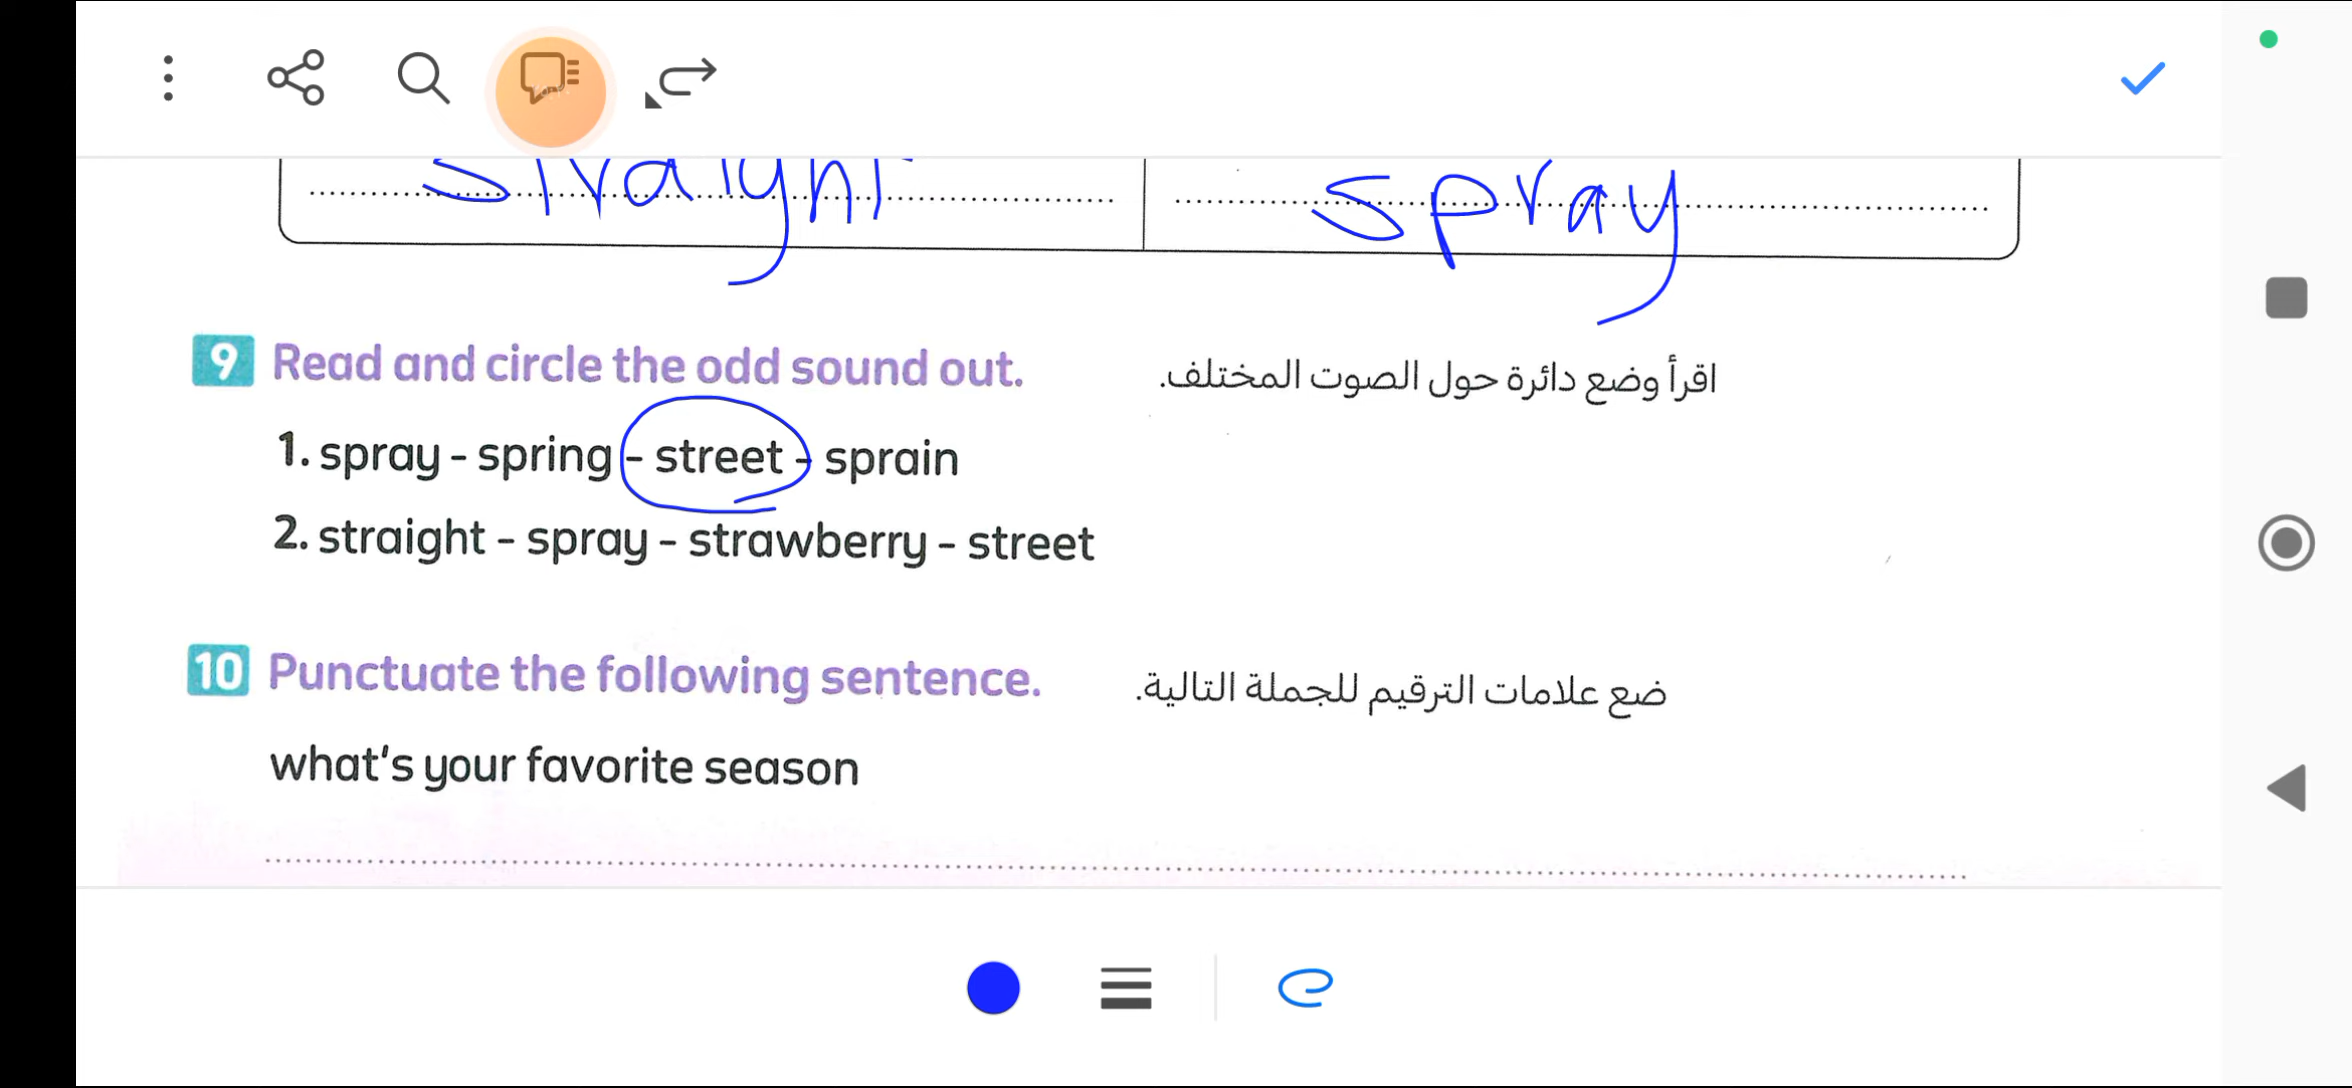 straight spray
9 Read and circle the odd sound out. اقرأ وضع دائرة حول الصوت المختلف.
1. spray - spring - street - sprain
2. straight - spray - strawberry - street
10 Punctuate the following sentence. ضع علامات الترقيم للجملة التالية.
what's your favorite season